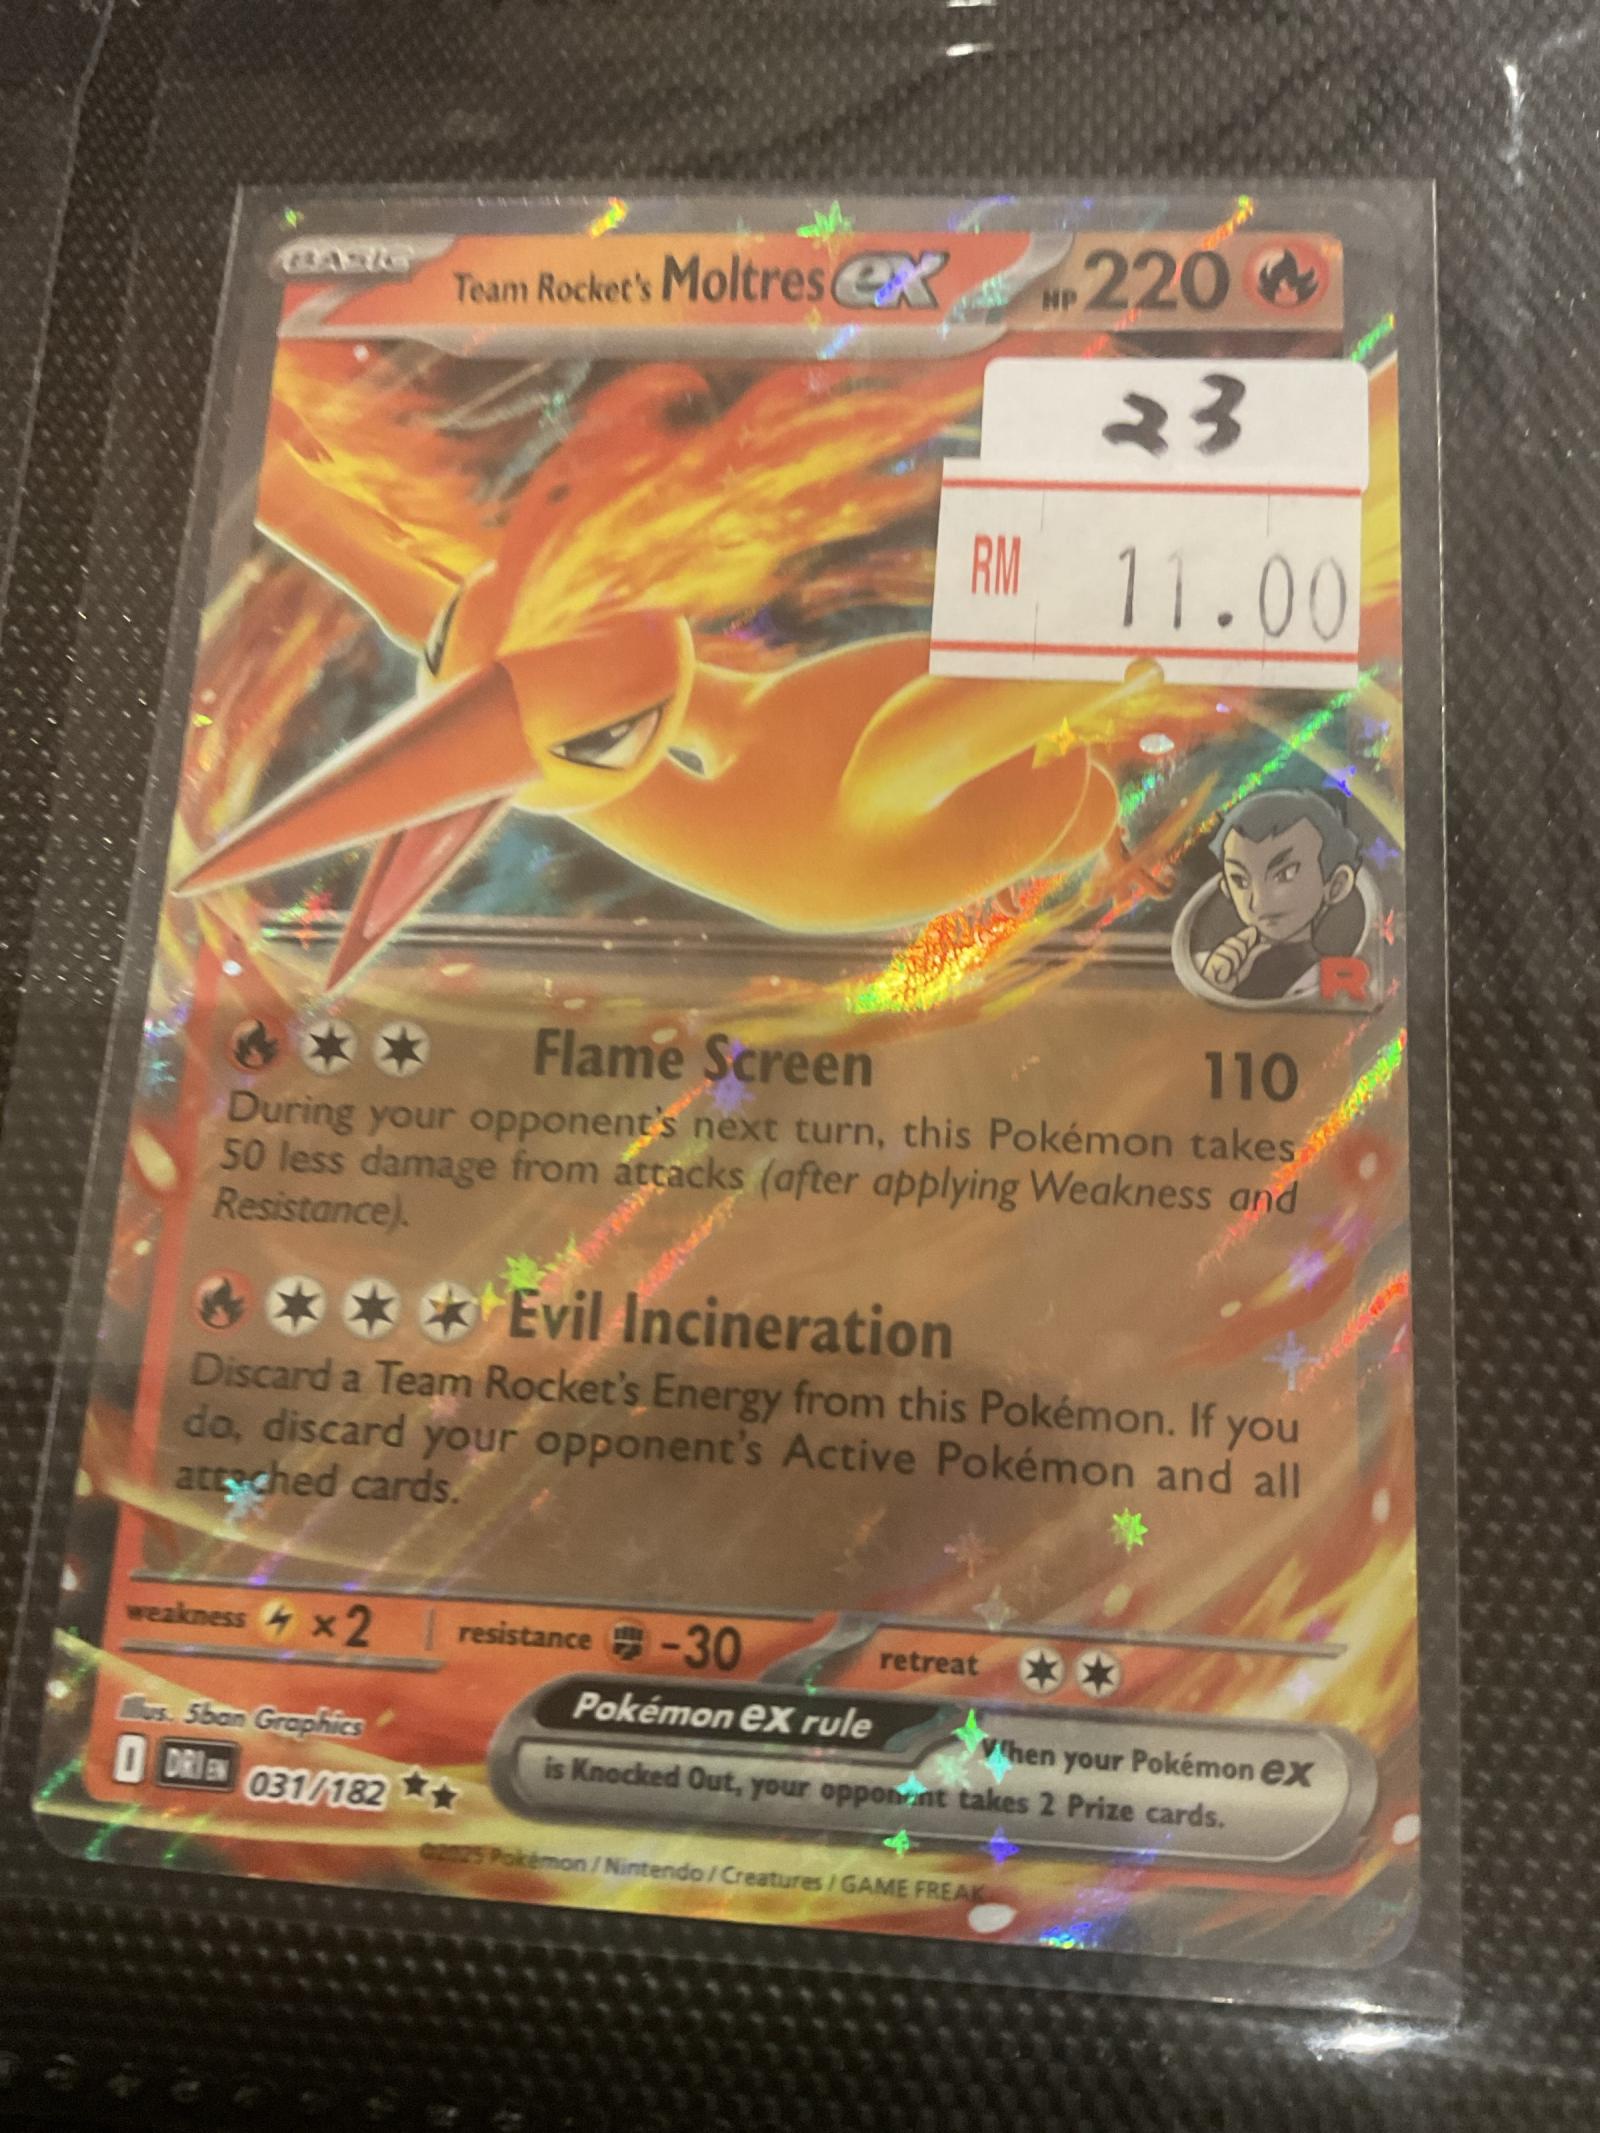 BASIC
Team Rocket's Moltres ex HP 220
23
RM 11.00
R
Flame Screen 110
During your opponent's next turn, this Pokémon takes
50 less damage from attacks (after applying Weakness and
Resistance).
Evil Incineration
Discard a Team Rocket's Energy from this Pokémon. If you
do, discard your opponent's Active Pokémon and all
attached cards.
weakness ×2 resistance -30 retreat
Illus. 5ban Graphics
Pokémon ex rule
When your Pokémon ex
is Knocked Out, your opponent takes 2 Prize cards.
I DRI EN 031/182
©2025 Pokémon / Nintendo / Creatures / GAME FREAK